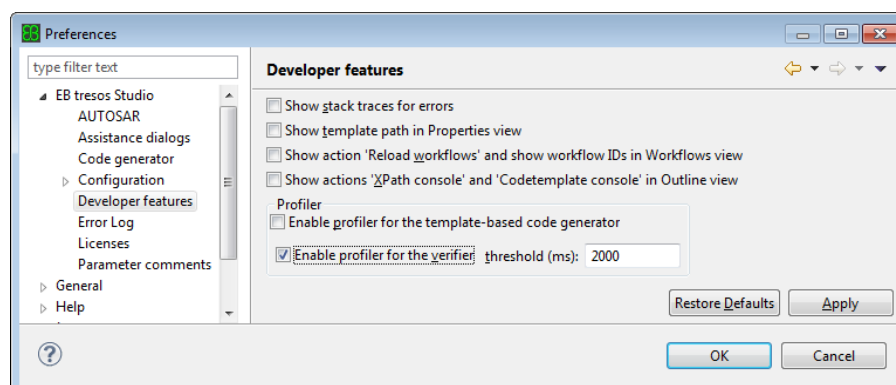 Preferences
type filter text
EB tresos Studio
AUTOSAR
Assistance dialogs
Code generator
Configuration
Developer features
Error Log
Licenses
Parameter comments
General
Help
Developer features
Show stack traces for errors
Show template path in Properties view
Show action 'Reload workflows' and show workflow IDs in Workflows view
Show actions 'XPath console' and 'Codetemplate console' in Outline view
Profiler
Enable profiler for the template-based code generator
Enable profiler for the verifier threshold (ms): 2000
Restore Defaults Apply
? OK Cancel